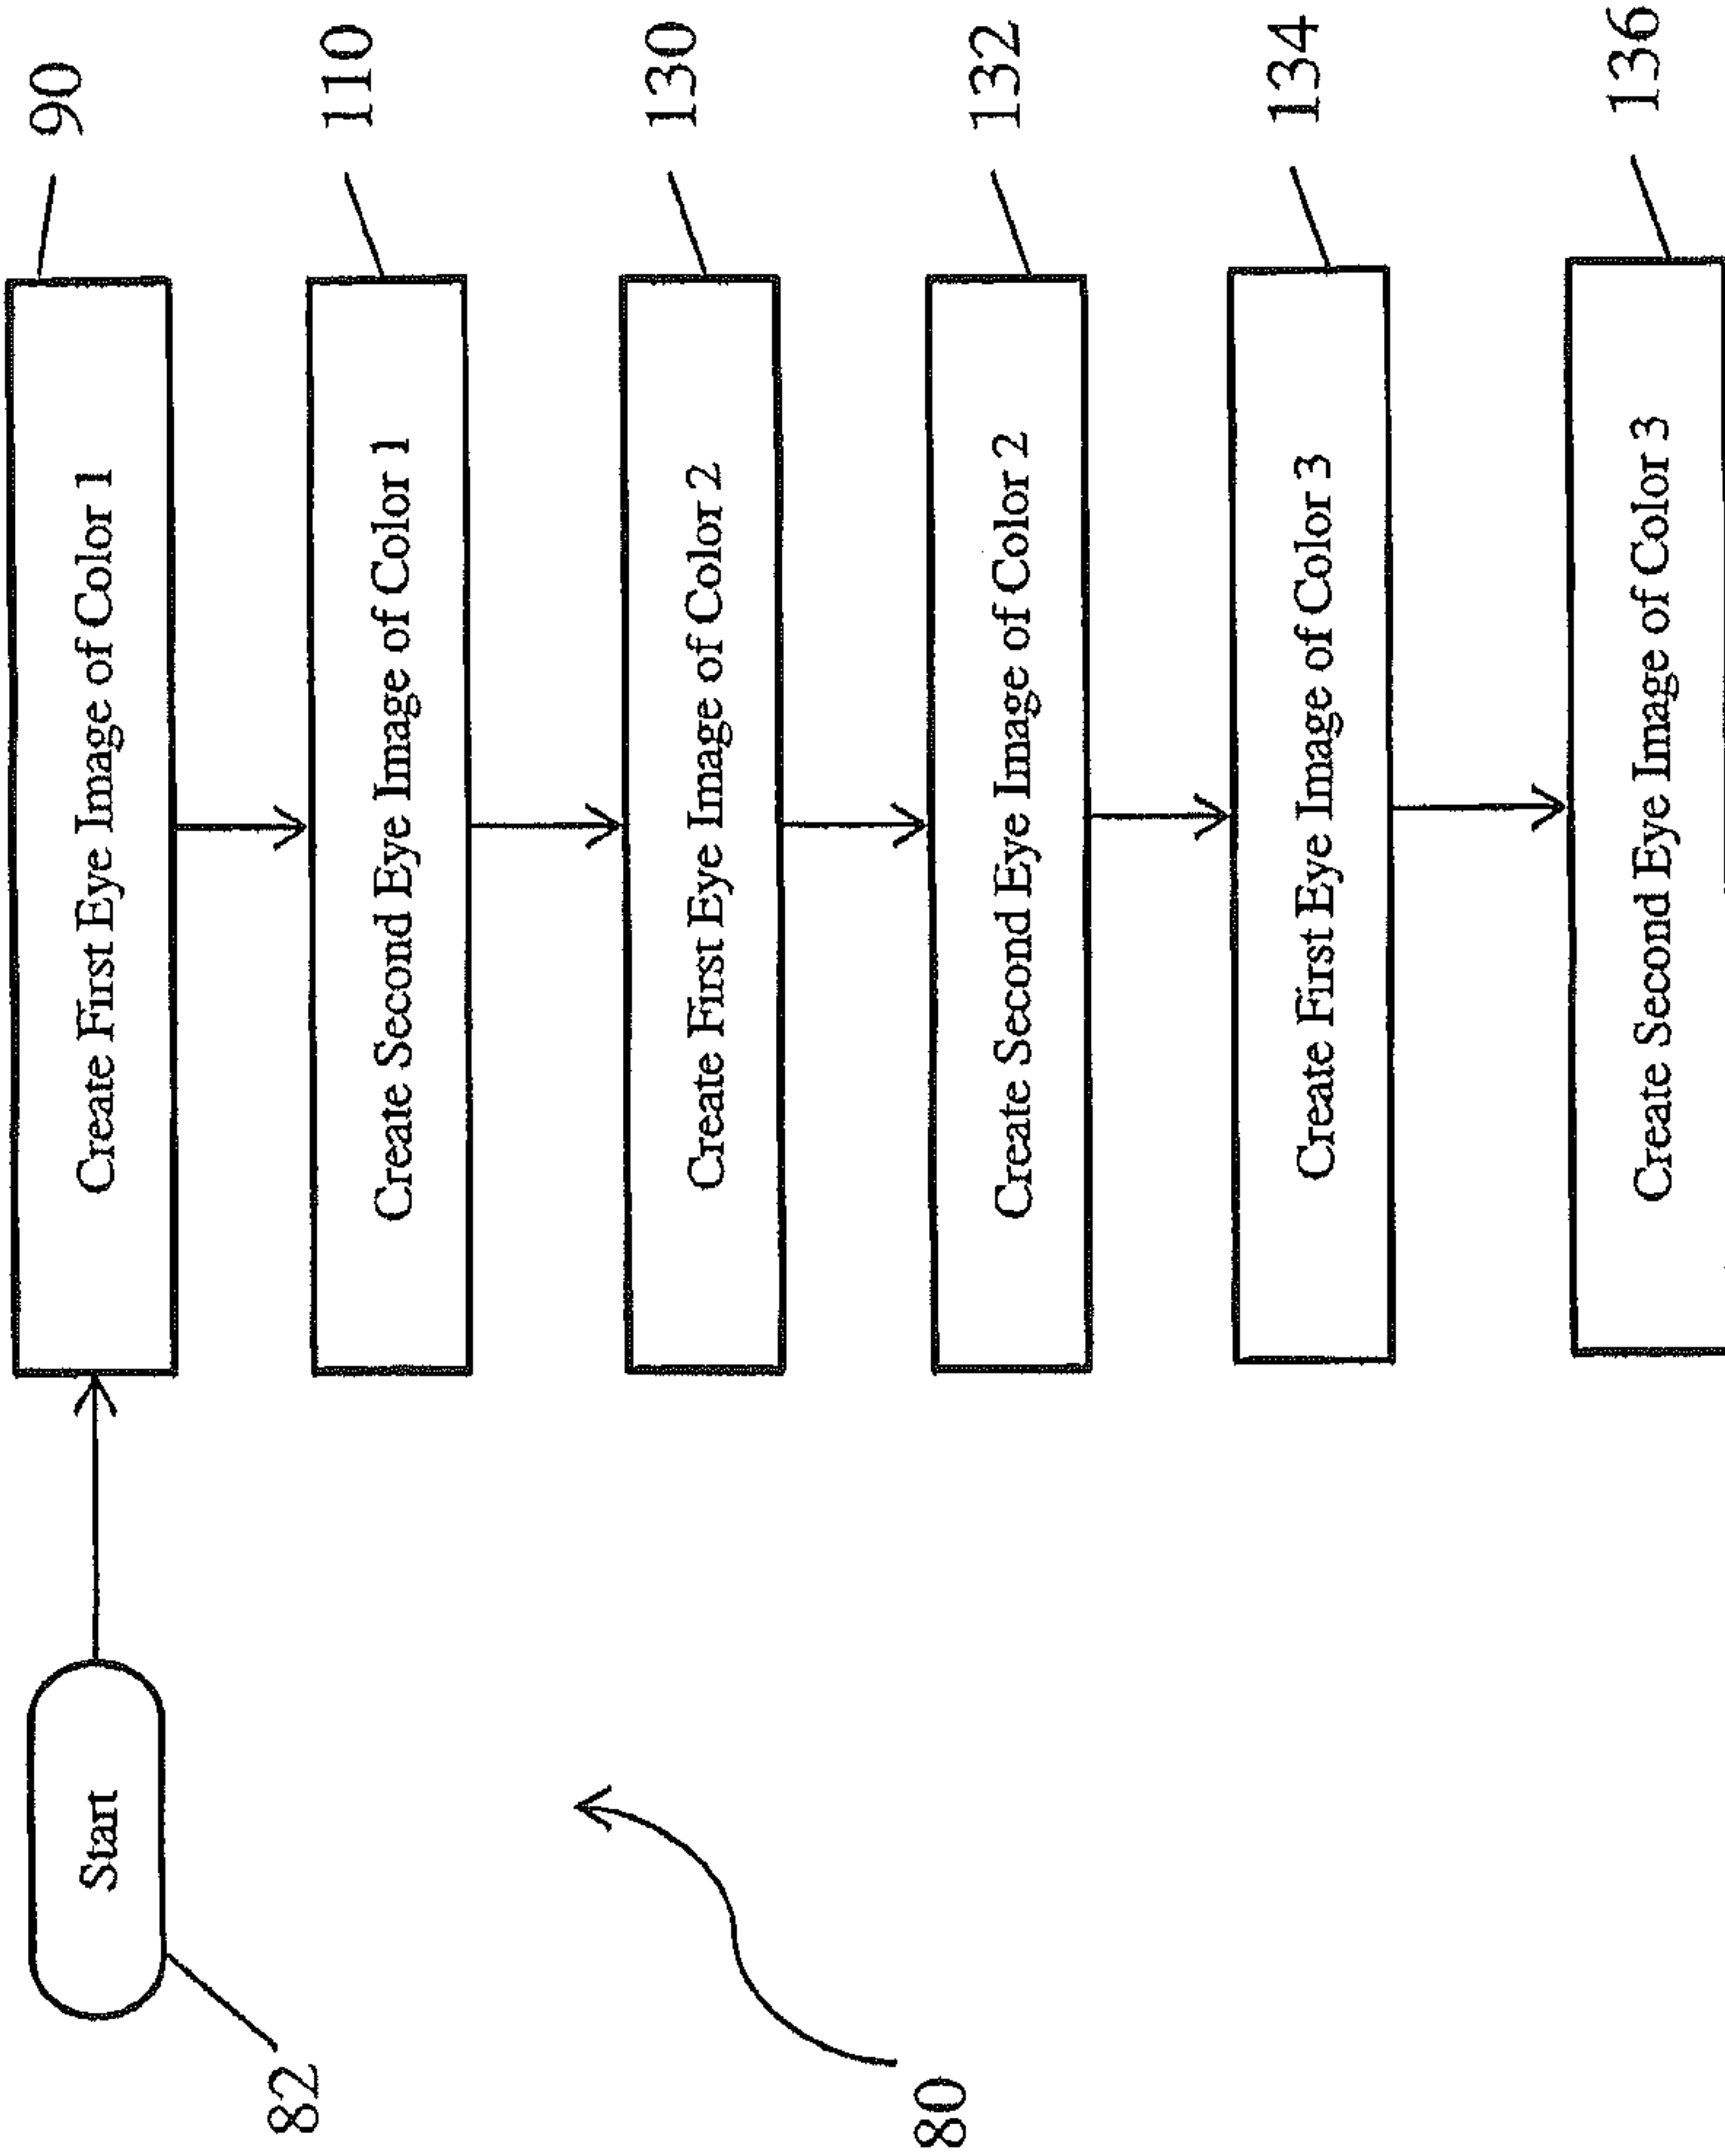 Start
82
80
Create First Eye Image of Color 1
90
Create Second Eye Image of Color 1
110
Create First Eye Image of Color 2
130
Create Second Eye Image of Color 2
132
Create First Eye Image of Color 3
134
Create Second Eye Image of Color 3
136